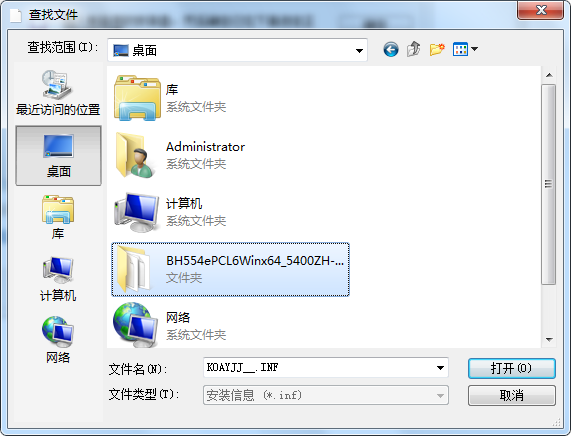 查找文件
查找范围(I):
桌面
最近访问的位置
桌面
库
计算机
网络
库
系统文件夹
Administrator
系统文件夹
计算机
系统文件夹
BH554ePCL6Winx64_5400ZH-...
文件夹
网络
系统文件夹
文件名(N):
KOAYJJ__.INF
打开(O)
文件类型(T):
安装信息 (*.inf)
取消